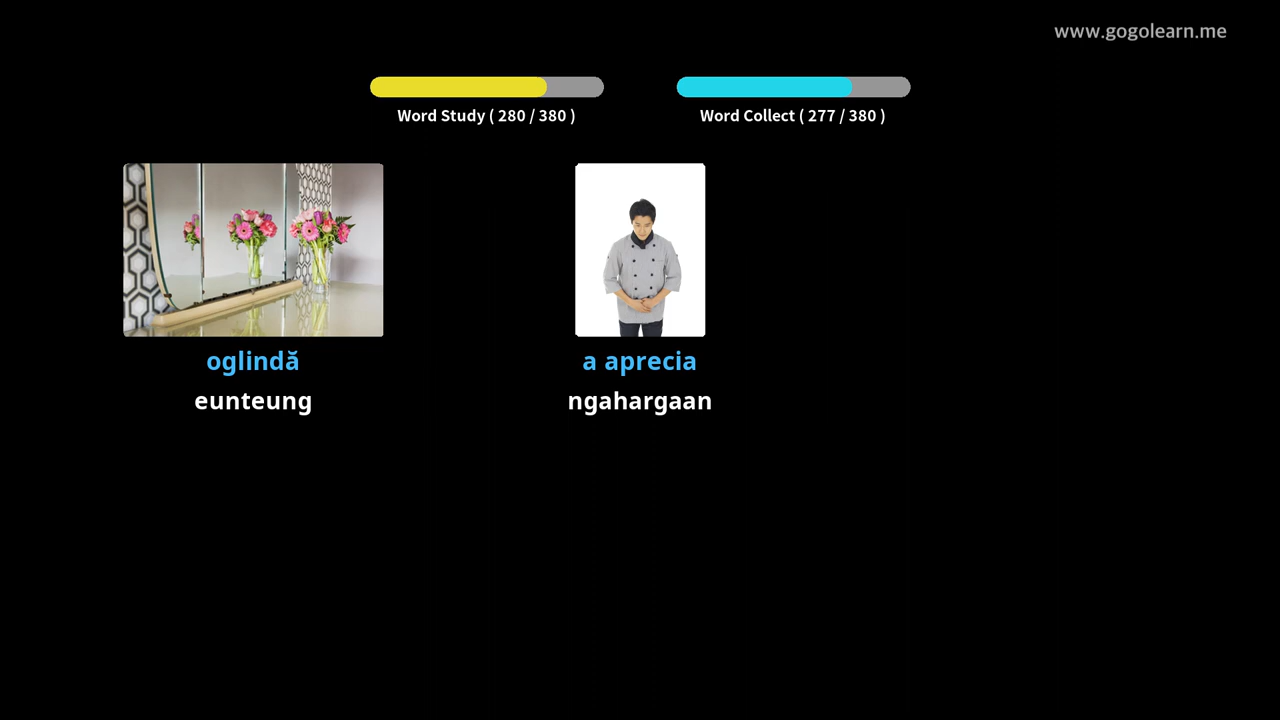 www.gogolearn.me
Word Study ( 280 / 380 )
Word Collect ( 277 / 380 )
oglindă
eunteung
a aprecia
ngahargaan